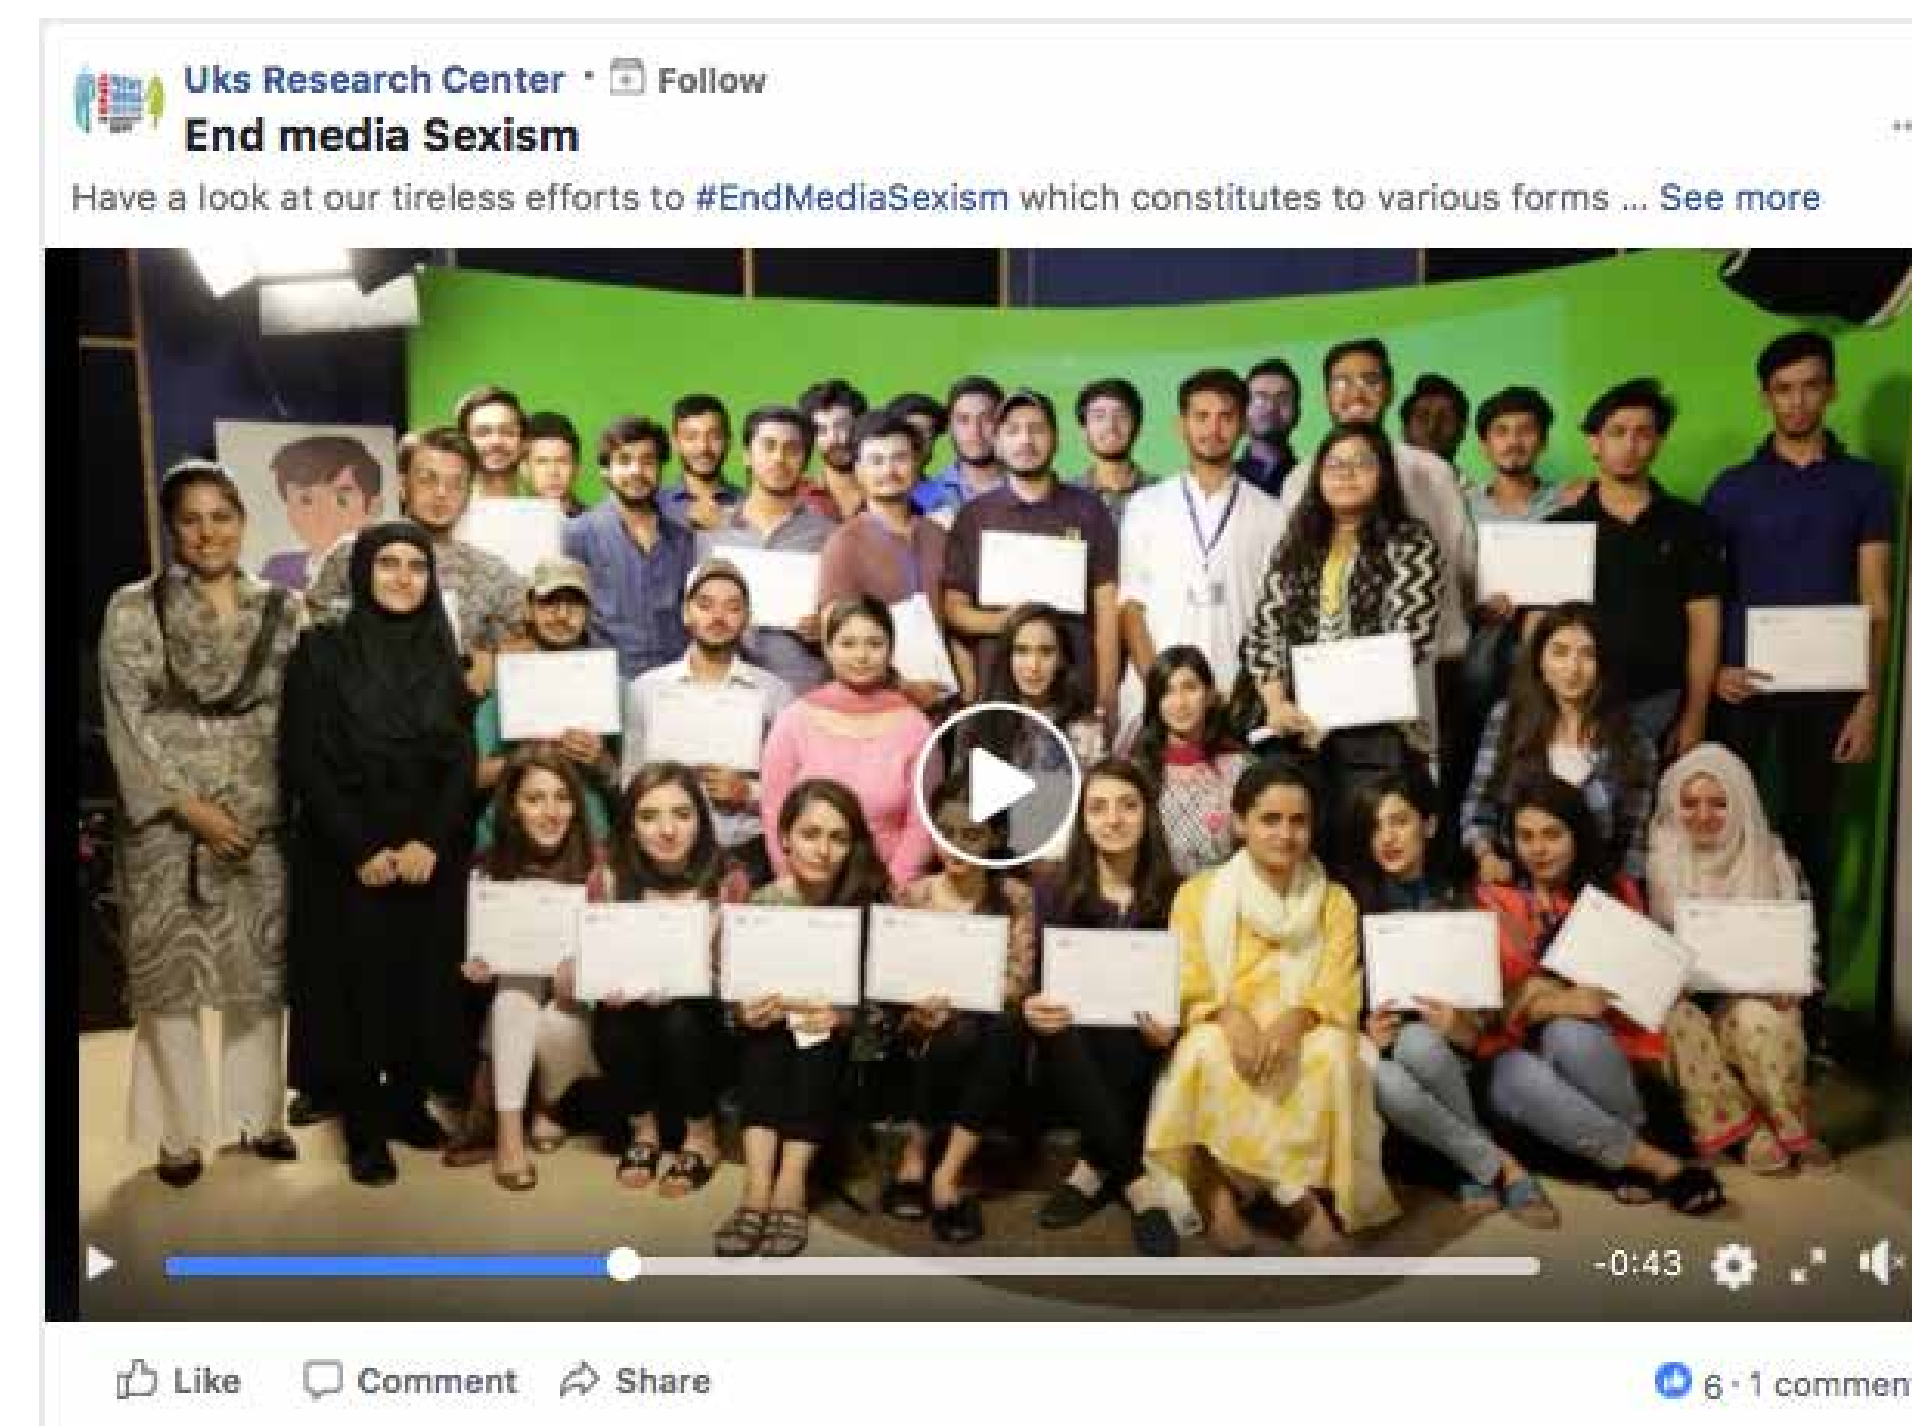 Uks Research Center · Follow
End media Sexism
Have a look at our tireless efforts to #EndMediaSexism which constitutes to various forms ... See more
-0:43
Like Comment Share
6 · 1 commen